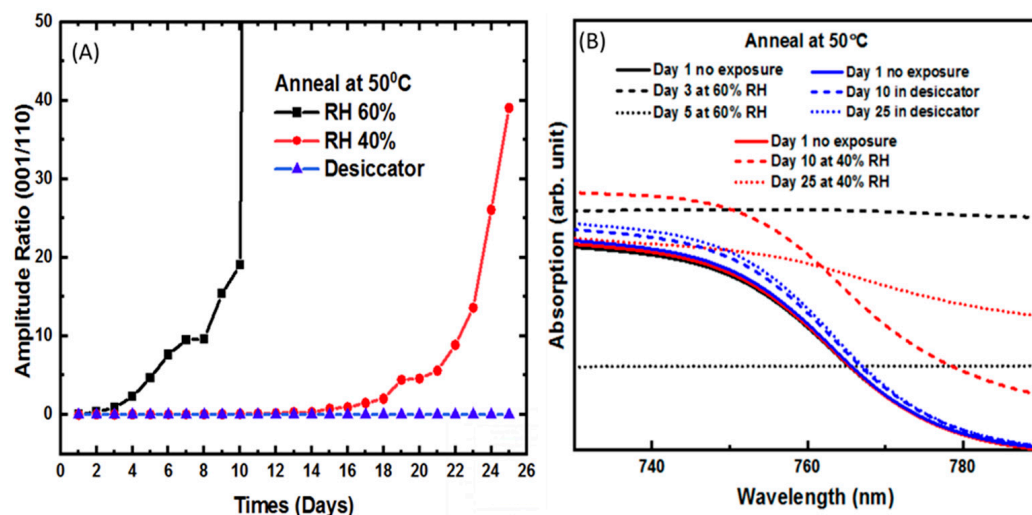 (A)
Amplitude Ratio (001/110)
50
40
30
20
10
0
Anneal at 50⁰C
RH 60%
RH 40%
Desiccator
0 2 4 6 8 10 12 14 16 18 20 22 24 26
Times (Days)
(B)
Absorption (arb. unit)
Anneal at 50°C
Day 1 no exposure
Day 3 at 60% RH
Day 5 at 60% RH
Day 1 no exposure
Day 10 in desiccator
Day 25 in desiccator
Day 1 no exposure
Day 10 at 40% RH
Day 25 at 40% RH
740 760 780
Wavelength (nm)